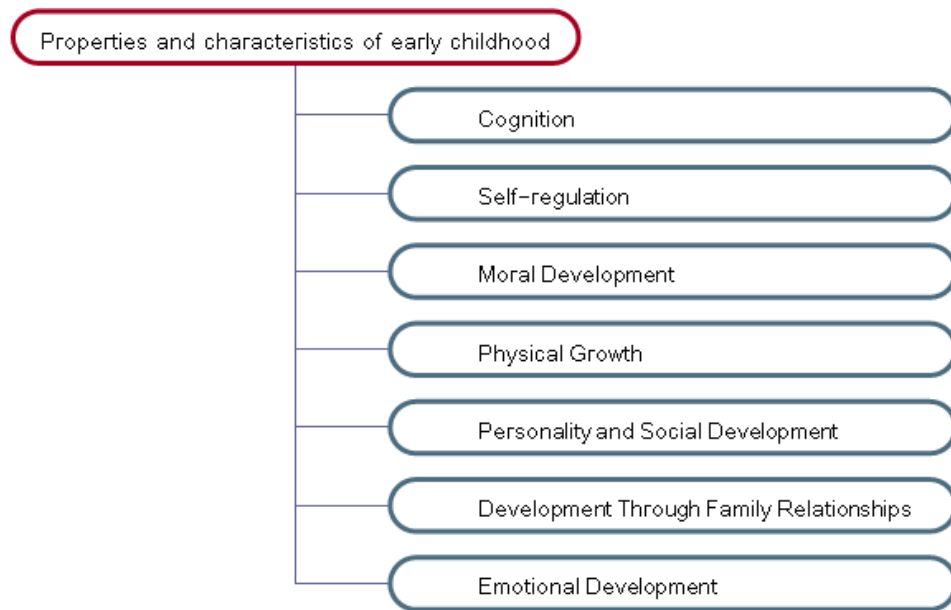 Properties and characteristics of early childhood
Cognition
Self-regulation
Moral Development
Physical Growth
Personality and Social Development
Development Through Family Relationships
Emotional Development